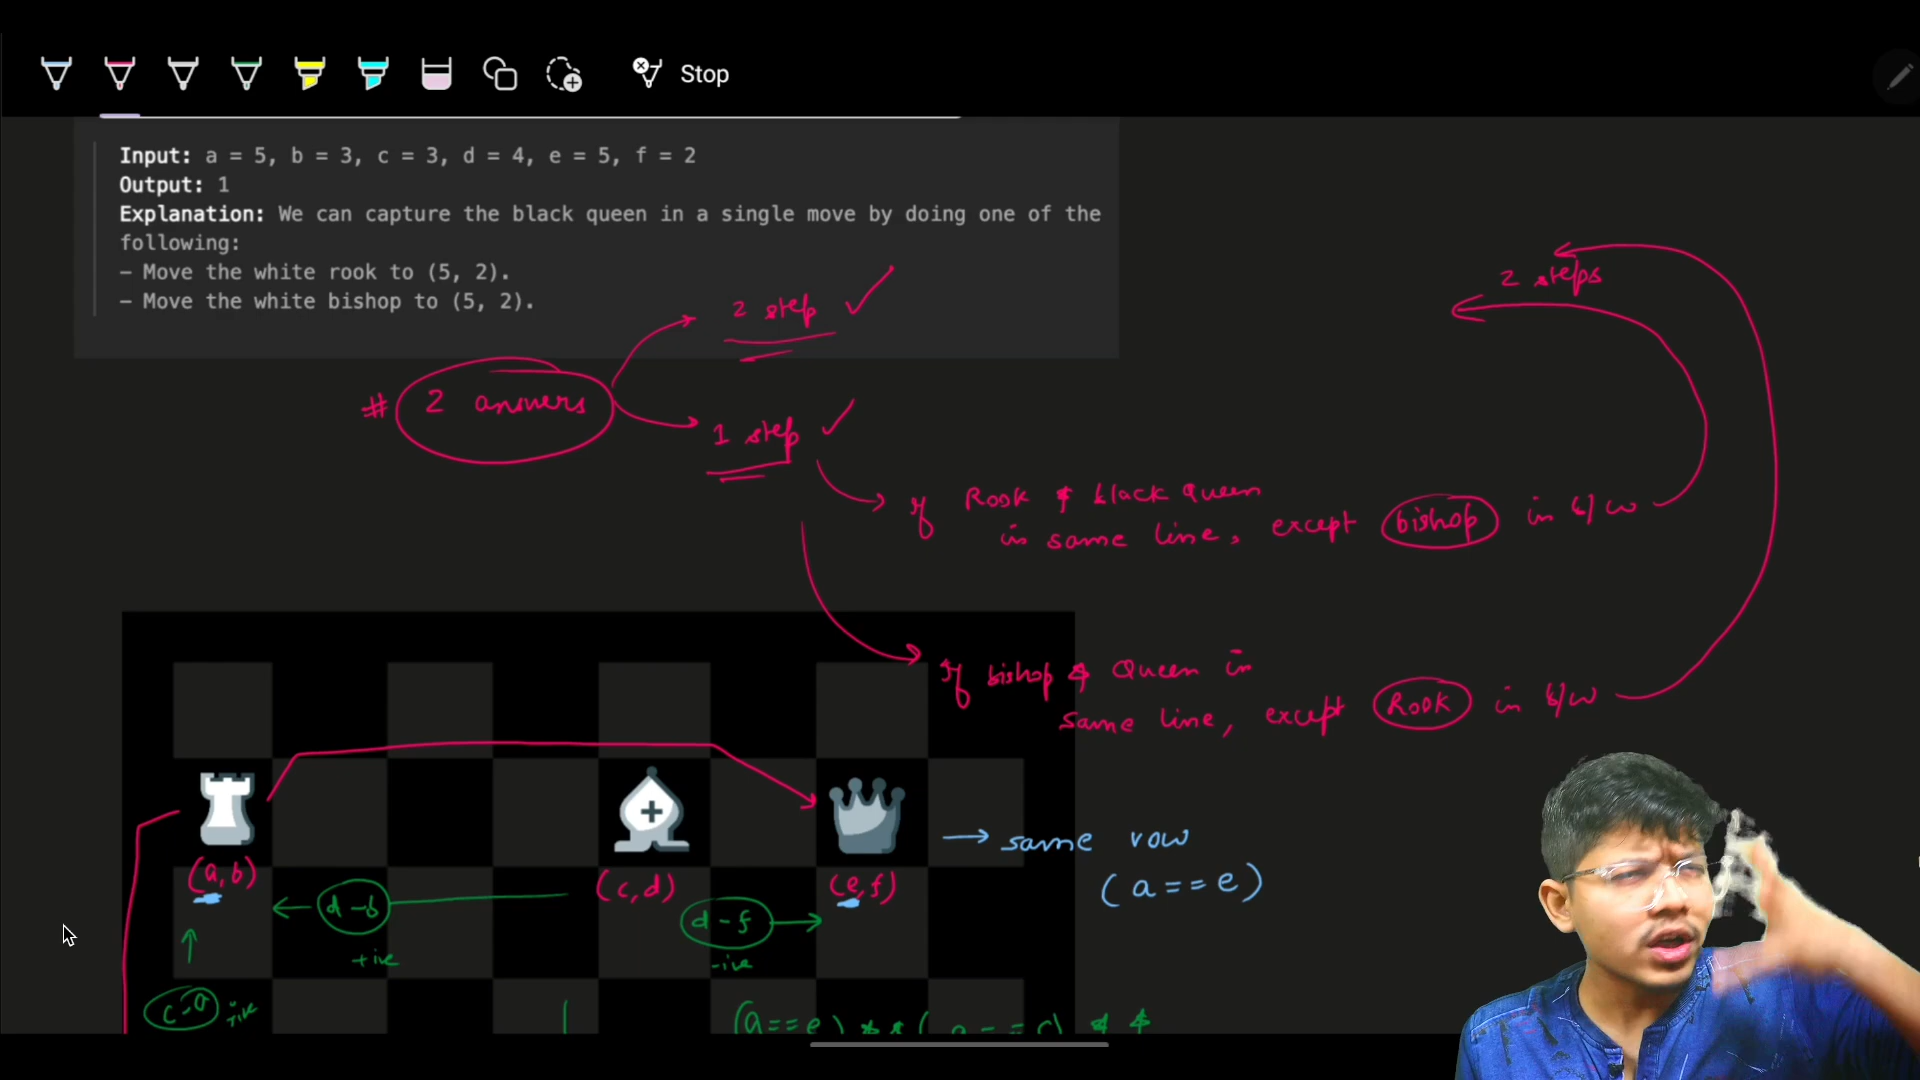 Stop
Input: a = 5, b = 3, c = 3, d = 4, e = 5, f = 2
Output: 1
Explanation: We can capture the black queen in a single move by doing one of the
following:
- Move the white rook to (5, 2).
- Move the white bishop to (5, 2).
2 steps
2 step
# 2 answers
1 step
If Rook & black Queen
in same line, except bishop in b/w
If bishop & Queen in
same line, except Rook in b/w
→ same row
(a==e)
(a,b)
(c,d)
(e,f)
d-b
d-f
+ive
-ive
c-a
+ive
(a==e) && (a==c) &&